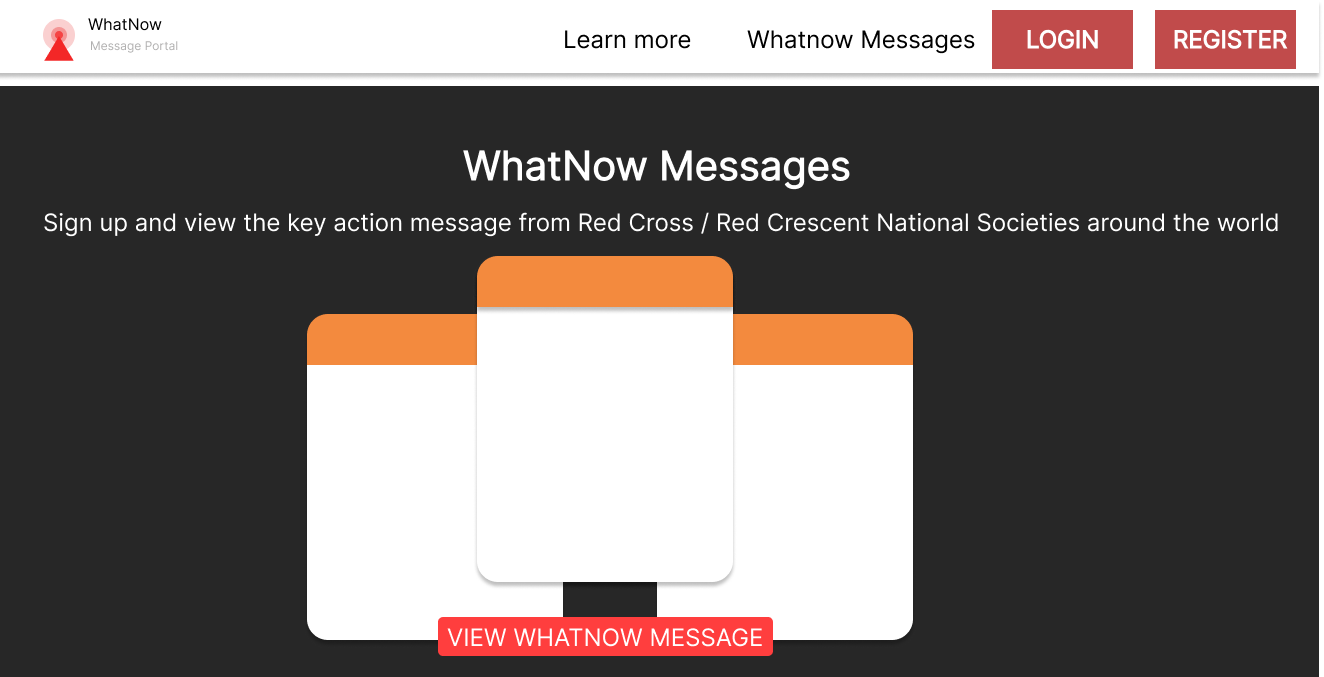 WhatNow
Message Portal
Learn more
Whatnow Messages
LOGIN
REGISTER
WhatNow Messages
Sign up and view the key action message from Red Cross / Red Crescent National Societies around the world
VIEW WHATNOW MESSAGE